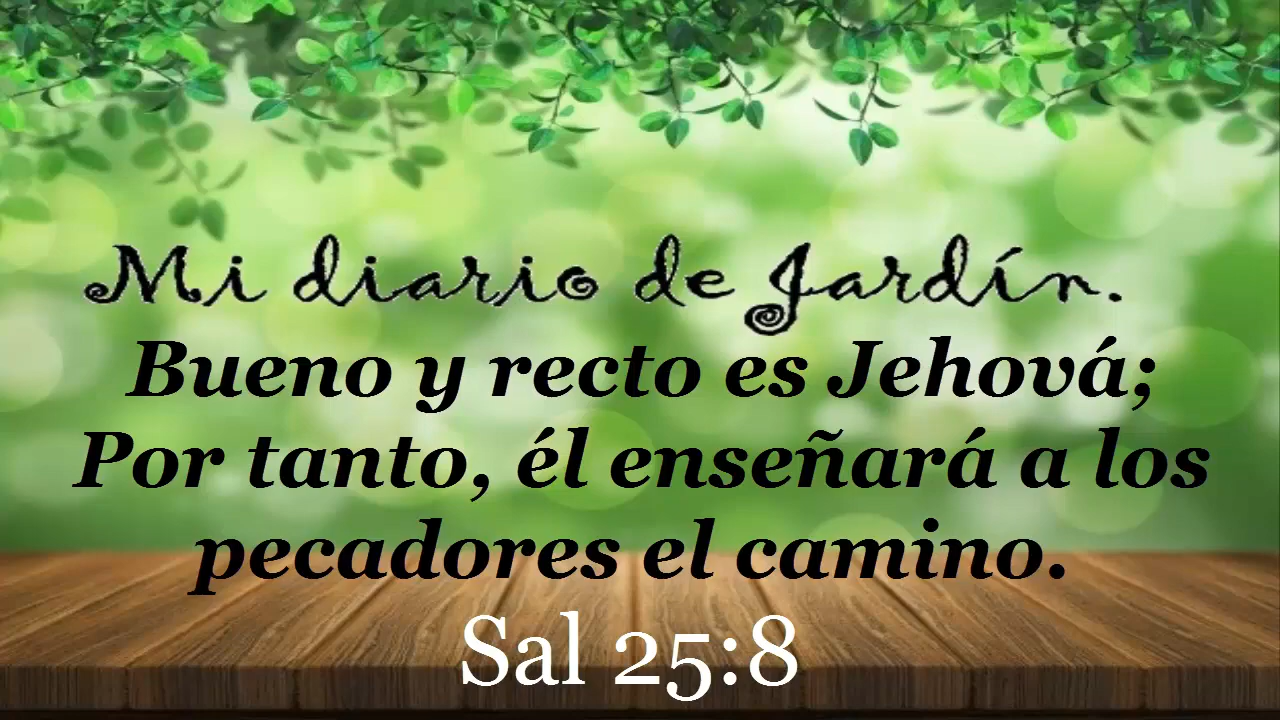 Mi diario de Jardín.
Bueno y recto es Jehová;
Por tanto, él enseñará a los
pecadores el camino.
Sal 25:8